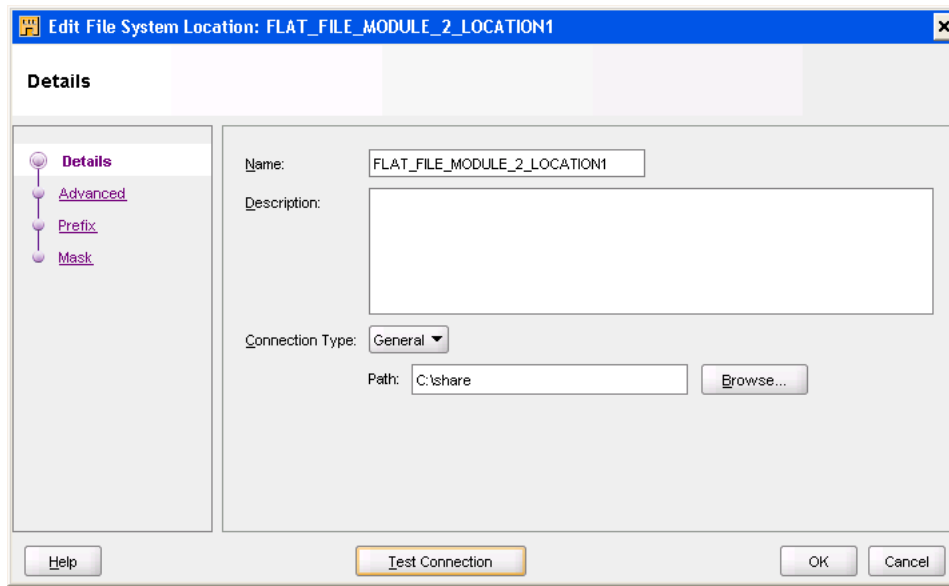 Edit File System Location: FLAT_FILE_MODULE_2_LOCATION1
Details
Details
Advanced
Prefix
Mask
Name: FLAT_FILE_MODULE_2_LOCATION1
Description:
Connection Type: General
Path: C:\share Browse...
Help Test Connection OK Cancel